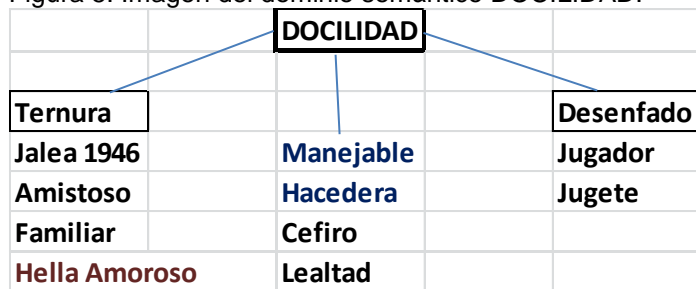 DOCILIDAD
Ternura Desenfado
Jalea 1946 Manejable Jugador
Amistoso Hacedera Jugete
Familiar Cefiro
Hella Amoroso Lealtad